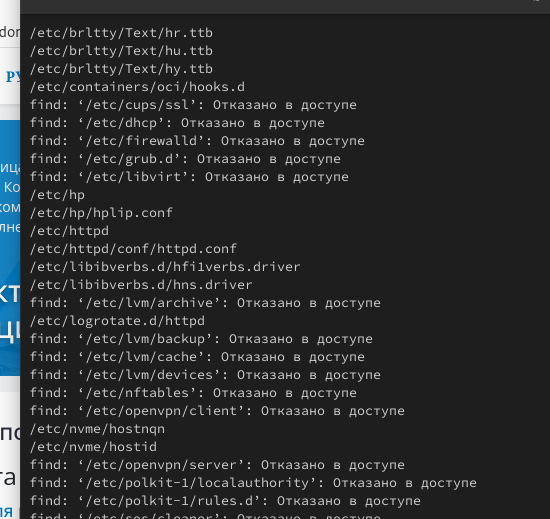 /etc/brltty/Text/hr.ttb
/etc/brltty/Text/hu.ttb
/etc/brltty/Text/hy.ttb
/etc/containers/oci/hooks.d
find: ‘/etc/cups/ssl’: Отказано в доступе
find: ‘/etc/dhcp’: Отказано в доступе
find: ‘/etc/firewalld’: Отказано в доступе
find: ‘/etc/grub.d’: Отказано в доступе
find: ‘/etc/libvirt’: Отказано в доступе
/etc/hp
/etc/hp/hplip.conf
/etc/httpd
/etc/httpd/conf/httpd.conf
/etc/libibverbs.d/hfi1verbs.driver
/etc/libibverbs.d/hns.driver
find: ‘/etc/lvm/archive’: Отказано в доступе
/etc/logrotate.d/httpd
find: ‘/etc/lvm/backup’: Отказано в доступе
find: ‘/etc/lvm/cache’: Отказано в доступе
find: ‘/etc/lvm/devices’: Отказано в доступе
find: ‘/etc/nftables’: Отказано в доступе
find: ‘/etc/openvpn/client’: Отказано в доступе
/etc/nvme/hostnqn
/etc/nvme/hostid
find: ‘/etc/openvpn/server’: Отказано в доступе
find: ‘/etc/polkit-1/localauthority’: Отказано в доступе
find: ‘/etc/polkit-1/rules.d’: Отказано в доступе
find: ‘/etc/sos/cleaner’: Отказано в доступе